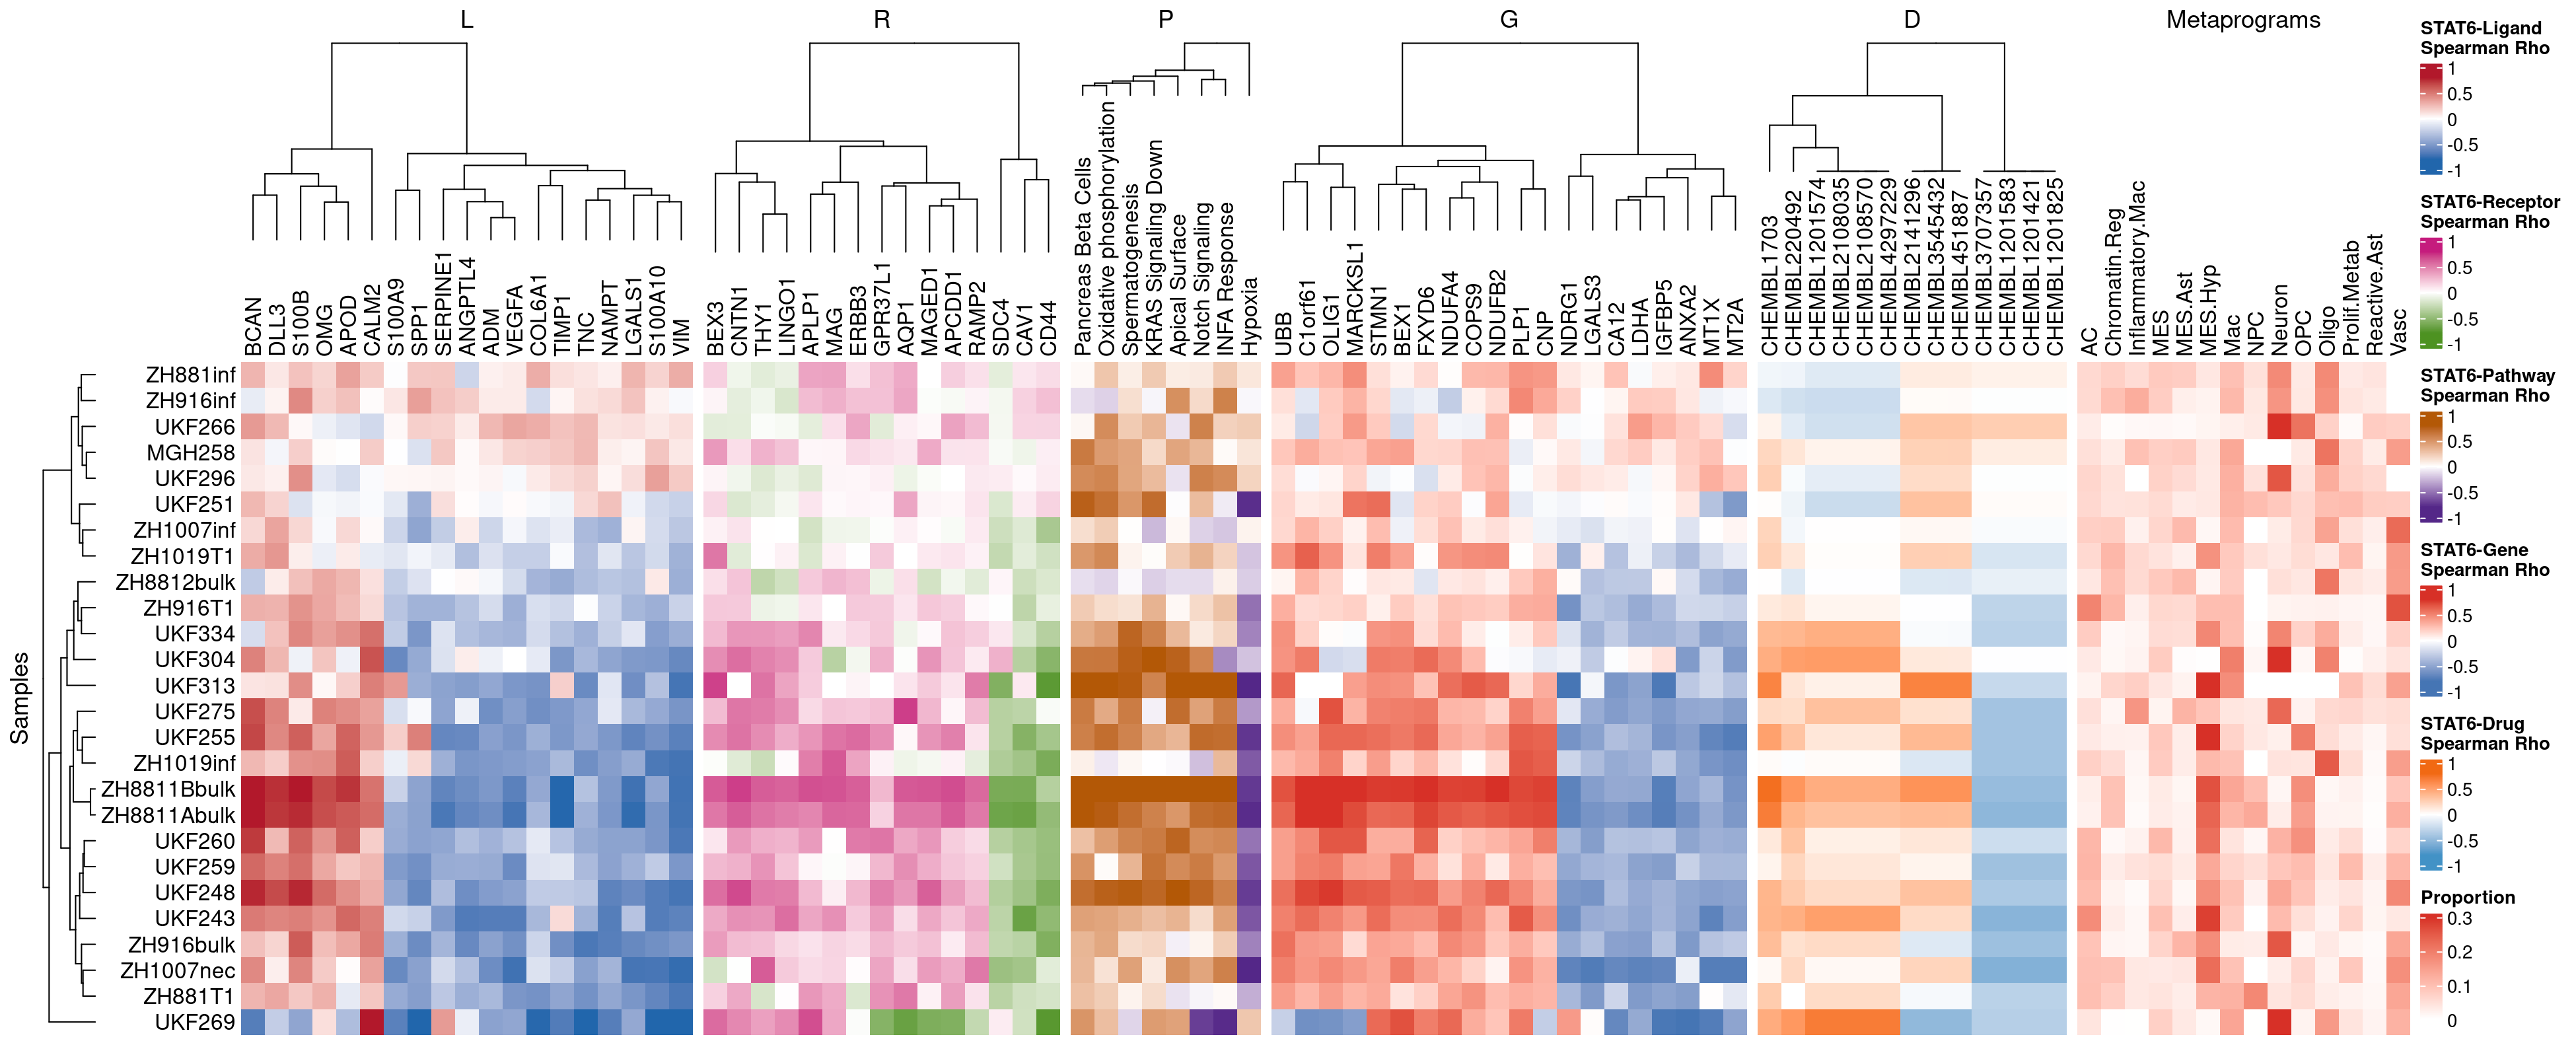 L R P G D Metaprograms
BCAN
DLL3
S100B
OMG
APOD
CALM2
S100A9
SPP1
SERPINE1
ANGPTL4
ADM
VEGFA
COL6A1
TIMP1
TNC
NAMPT
LGALS1
S100A10
VIM
BEX3
CNTN1
THY1
LINGO1
APLP1
MAG
ERBB3
GPR37L1
AQP1
MAGED1
APCDD1
RAMP2
SDC4
CAV1
CD44
Pancreas Beta Cells
Oxidative phosphorylation
Spermatogenesis
KRAS Signaling Down
Apical Surface
Notch Signaling
INFA Response
Hypoxia
UBB
C1orf61
OLIG1
MARCKSL1
STMN1
BEX1
FXYD6
NDUFA4
COPS9
NDUFB2
PLP1
CNP
NDRG1
LGALS3
CA12
LDHA
IGFBP5
ANXA2
MT1X
MT2A
CHEMBL1703
CHEMBL220492
CHEMBL1201574
CHEMBL2108035
CHEMBL2108570
CHEMBL4297229
CHEMBL2141296
CHEMBL3545432
CHEMBL451887
CHEMBL3707357
CHEMBL1201583
CHEMBL1201421
CHEMBL1201825
AC
Chromatin.Reg
Inflammatory.Mac
MES
MES.Ast
MES.Hyp
Mac
NPC
Neuron
OPC
Oligo
Prolif.Metab
Reactive.Ast
Vasc
Samples
ZH881inf
ZH916inf
UKF266
MGH258
UKF296
UKF251
ZH1007inf
ZH1019T1
ZH8812bulk
ZH916T1
UKF334
UKF304
UKF313
UKF275
UKF255
ZH1019inf
ZH8811Bbulk
ZH8811Abulk
UKF260
UKF259
UKF248
UKF243
ZH916bulk
ZH1007nec
ZH881T1
UKF269
STAT6-Ligand
Spearman Rho
1
0.5
0
-0.5
-1
STAT6-Receptor
Spearman Rho
1
0.5
0
-0.5
-1
STAT6-Pathway
Spearman Rho
1
0.5
0
-0.5
-1
STAT6-Gene
Spearman Rho
1
0.5
0
-0.5
-1
STAT6-Drug
Spearman Rho
1
0.5
0
-0.5
-1
Proportion
0.3
0.2
0.1
0